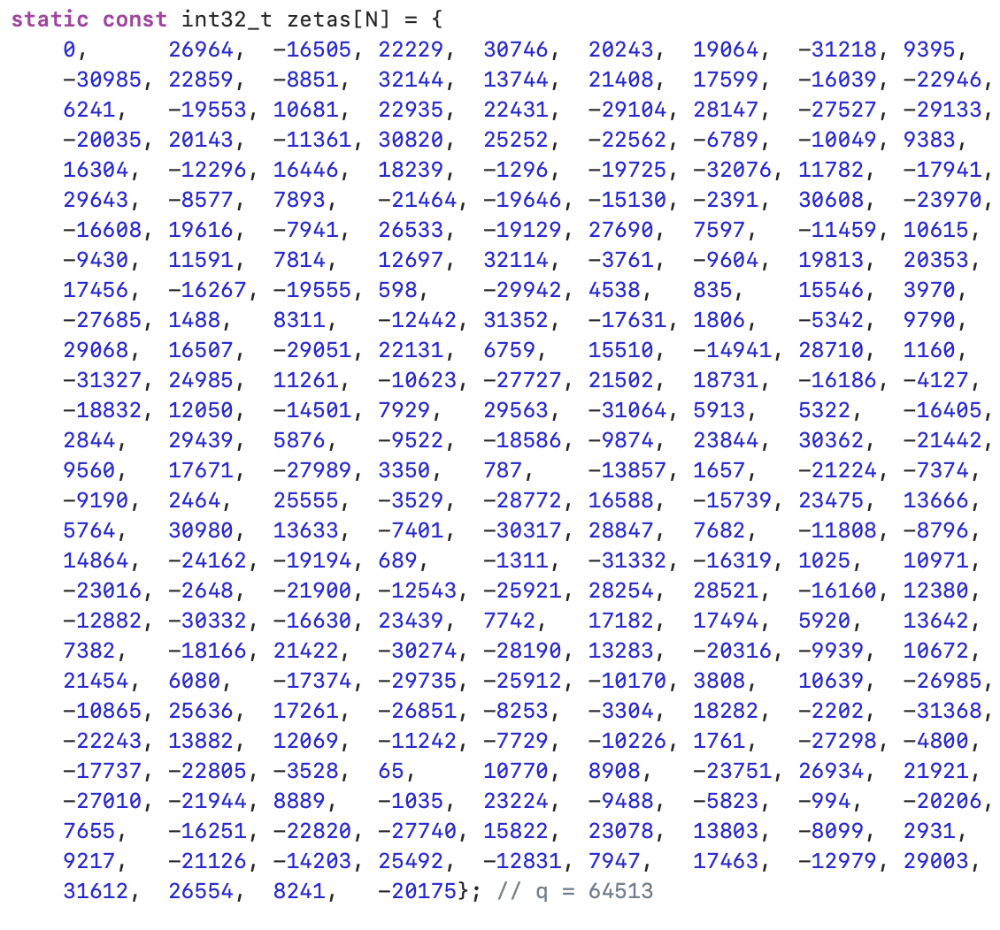 static const int32_t zetas[N] = {
0, 26964, -16505, 22229, 30746, 20243, 19064, -31218, 9395,
-30985, 22859, -8851, 32144, 13744, 21408, 17599, -16039, -22946,
6241, -19553, 10681, 22935, 22431, -29104, 28147, -27527, -29133,
-20035, 20143, -11361, 30820, 25252, -22562, -6789, -10049, 9383,
16304, -12296, 16446, 18239, -1296, -19725, -32076, 11782, -17941,
29643, -8577, 7893, -21464, -19646, -15130, -2391, 30608, -23970,
-16608, 19616, -7941, 26533, -19129, 27690, 7597, -11459, 10615,
-9430, 11591, 7814, 12697, 32114, -3761, -9604, 19813, 20353,
17456, -16267, -19555, 598, -29942, 4538, 835, 15546, 3970,
-27685, 1488, 8311, -12442, 31352, -17631, 1806, -5342, 9790,
29068, 16507, -29051, 22131, 6759, 15510, -14941, 28710, 1160,
-31327, 24985, 11261, -10623, -27727, 21502, 18731, -16186, -4127,
-18832, 12050, -14501, 7929, 29563, -31064, 5913, 5322, -16405,
2844, 29439, 5876, -9522, -18586, -9874, 23844, 30362, -21442,
9560, 17671, -27989, 3350, 787, -13857, 1657, -21224, -7374,
-9190, 2464, 25555, -3529, -28772, 16588, -15739, 23475, 13666,
5764, 30980, 13633, -7401, -30317, 28847, 7682, -11808, -8796,
14864, -24162, -19194, 689, -1311, -31332, -16319, 1025, 10971,
-23016, -2648, -21900, -12543, -25921, 28254, 28521, -16160, 12380,
-12882, -30332, -16630, 23439, 7742, 17182, 17494, 5920, 13642,
7382, -18166, 21422, -30274, -28190, 13283, -20316, -9939, 10672,
21454, 6080, -17374, -29735, -25912, -10170, 3808, 10639, -26985,
-10865, 25636, 17261, -26851, -8253, -3304, 18282, -2202, -31368,
-22243, 13882, 12069, -11242, -7729, -10226, 1761, -27298, -4800,
-17737, -22805, -3528, 65, 10770, 8908, -23751, 26934, 21921,
-27010, -21944, 8889, -1035, 23224, -9488, -5823, -994, -20206,
7655, -16251, -22820, -27740, 15822, 23078, 13803, -8099, 2931,
9217, -21126, -14203, 25492, -12831, 7947, 17463, -12979, 29003,
31612, 26554, 8241, -20175}; // q = 64513